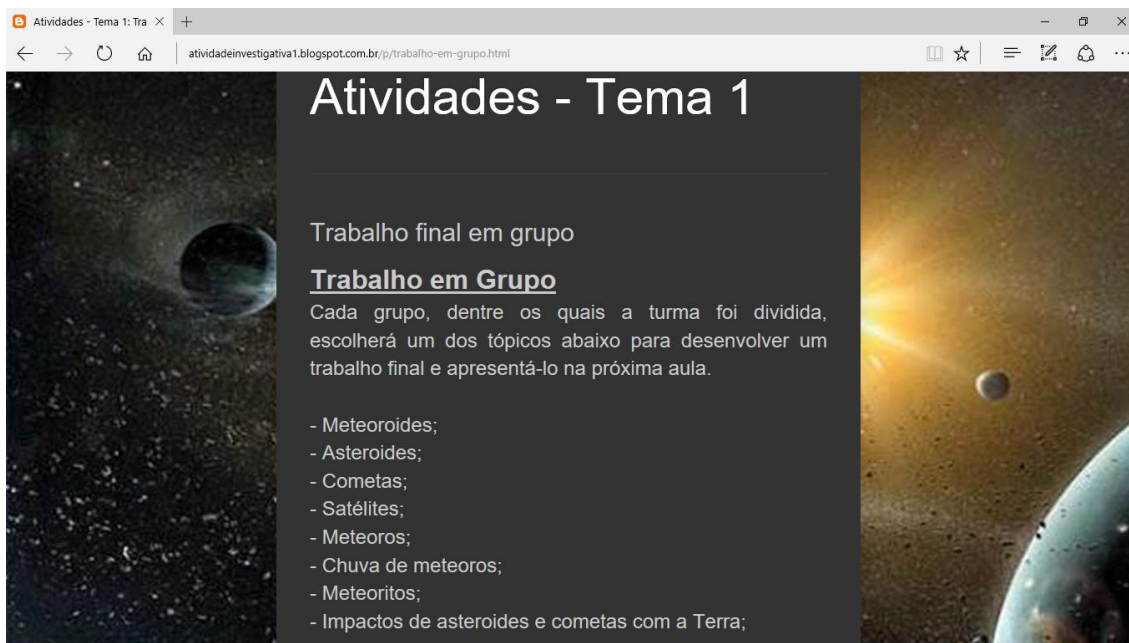 Atividades - Tema 1: Tra
atividadeinvestigativa1.blogspot.com.br/p/trabalho-em-grupo.html
Atividades - Tema 1
Trabalho final em grupo
Trabalho em Grupo
Cada grupo, dentre os quais a turma foi dividida,
escolherá um dos tópicos abaixo para desenvolver um
trabalho final e apresentá-lo na próxima aula.
- Meteoroides;
- Asteroides;
- Cometas;
- Satélites;
- Meteoros;
- Chuva de meteoros;
- Meteoritos;
- Impactos de asteroides e cometas com a Terra;